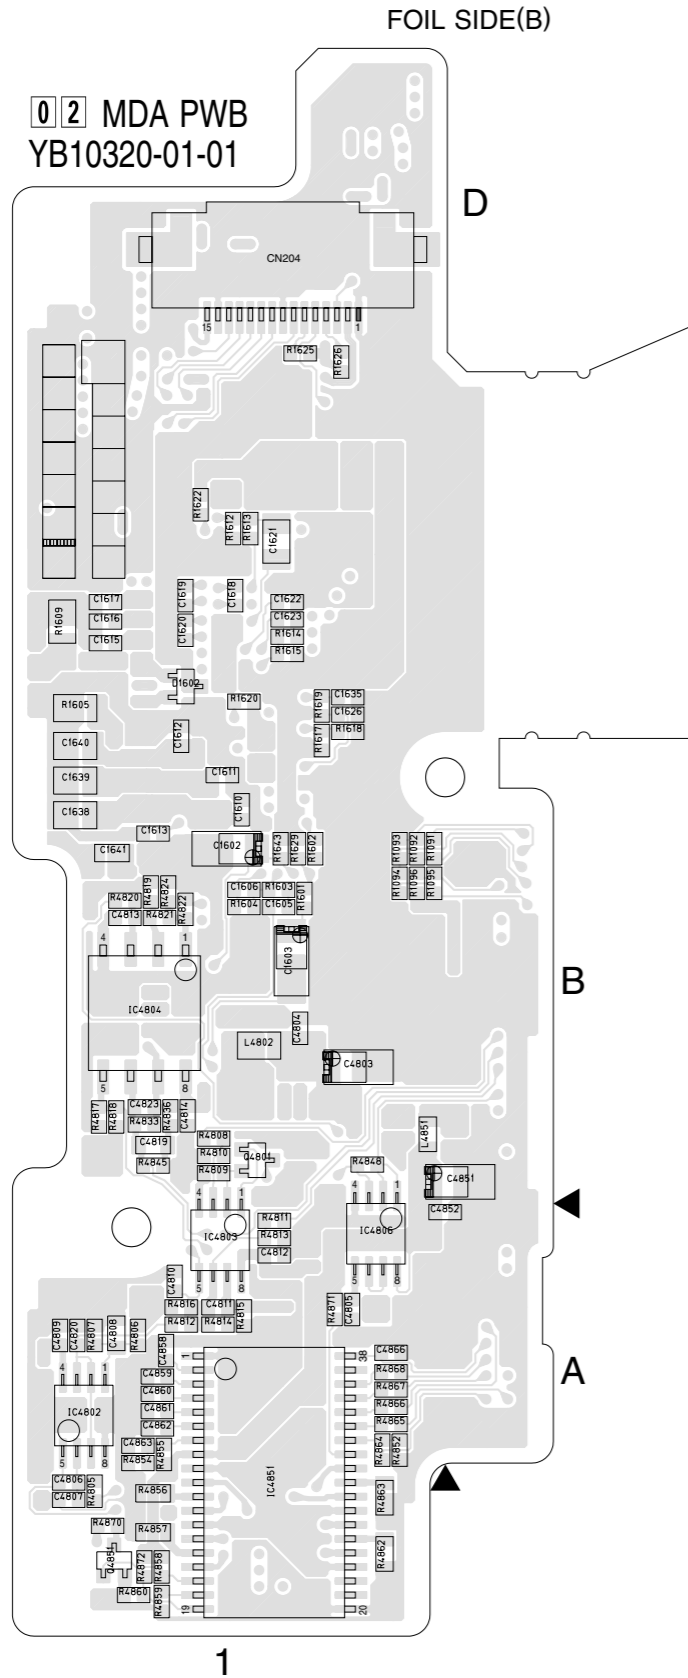 FOIL SIDE(B)
0 2 MDA PWB
YB10320-01-01
D
CN204
15 1
R1625
R1626
R1622
R1612
R1613
C1621
C1617
C1616
C1615
R1609
C1619
C1618
C1620
C1622
C1623
R1614
R1615
Q1602
R1605
R1620
R1619
C1635
C1626
R1618
R1617
C1612
C1640
C1611
C1639
C1638
C1610
C1613
C1641
C1602
R1643
R1629
R1602
R1093
R1092
R1091
R1094
R1096
R1095
R4820
R4819
R4824
C4813
R4821
R4822
C1606
R1603
R1604
C1605
R1601
4 1
IC4804
5 8
C1603
B
L4802
C4804
C4803
R4817
R4818
C4823
R4833
R4836
C4814
C4819
R4845
R4808
R4810
R4809
Q4801
L4851
R4848
C4851
C4852
4 1
IC4803
5 8
R4811
R4813
C4812
4 1
IC4806
5 8
C4810
R4816
C4811
R4812
R4814
R4815
R4871
C4805
C4809
C4820
R4807
C4808
R4806
C4858
1 38
C4866
C4859
R4868
4 1
C4860
R4867
IC4802
C4861
R4866
C4862
R4865
5 8
C4863
R4855
R4854
R4864
R4852
A
C4806
C4807
R4805
R4856
IC4851
R4863
R4870
R4857
Q4851
R4872
R4858
R4862
R4860
R4859
19 20
1